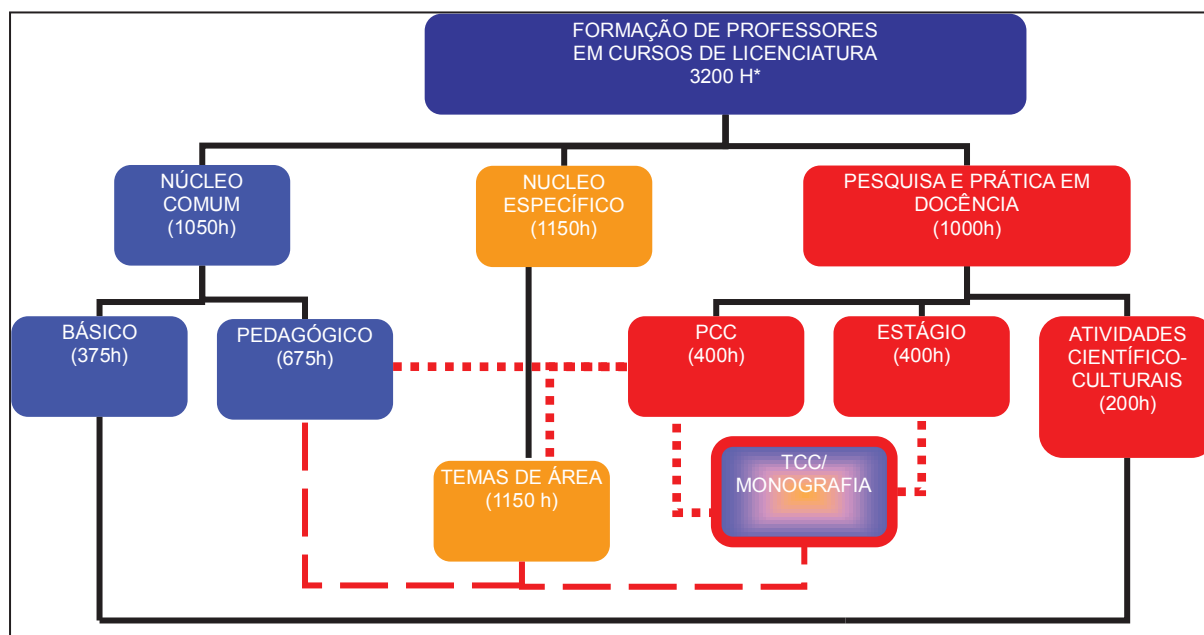 FORMAÇÃO DE PROFESSORES
EM CURSOS DE LICENCIATURA
3200 H*
NÚCLEO
COMUM
(1050h)
NUCLEO
ESPECÍFICO
(1150h)
PESQUISA E PRÁTICA EM
DOCÊNCIA
(1000h)
BÁSICO
(375h)
PEDAGÓGICO
(675h)
PCC
(400h)
ESTÁGIO
(400h)
ATIVIDADES
CIENTÍFICO-
CULTURAIS
(200h)
TEMAS DE ÁREA
(1150 h)
TCC/
MONOGRAFIA